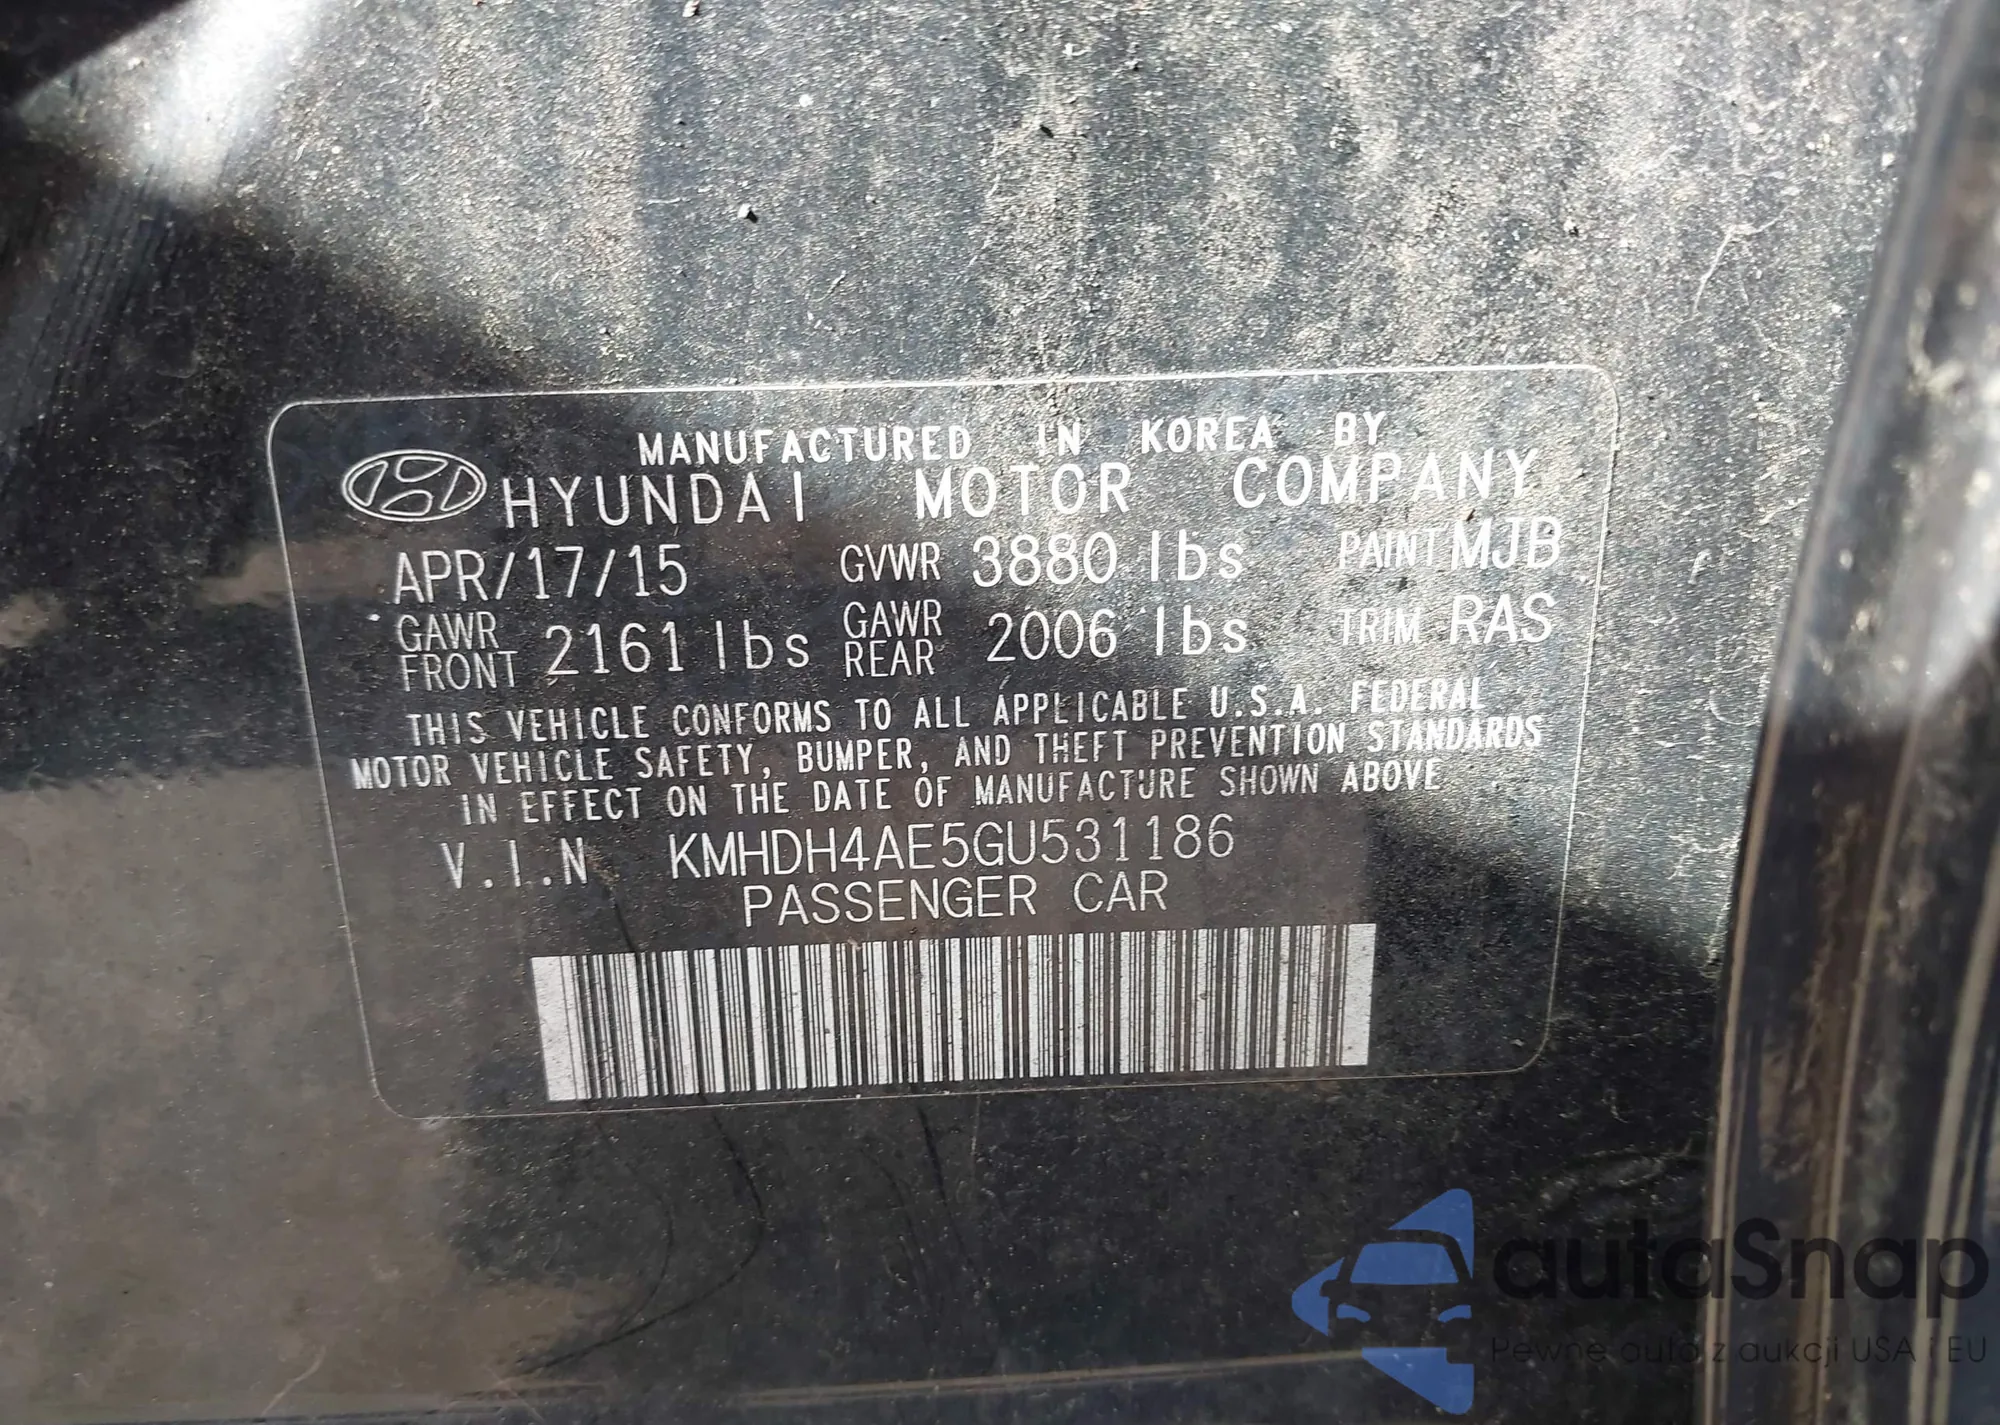 MANUFACTURED IN KOREA BY
HYUNDAI MOTOR COMPANY
APR/17/15 GVWR 3880 lbs PAINT MJB
GAWR FRONT 2161 lbs GAWR REAR 2006 lbs TRIM RAS
THIS VEHICLE CONFORMS TO ALL APPLICABLE U.S.A. FEDERAL
MOTOR VEHICLE SAFETY, BUMPER, AND THEFT PREVENTION STANDARDS
IN EFFECT ON THE DATE OF MANUFACTURE SHOWN ABOVE
V.I.N KMHDH4AE5GU531186
PASSENGER CAR
autaSnap
Pewne auta z aukcji USA i EU